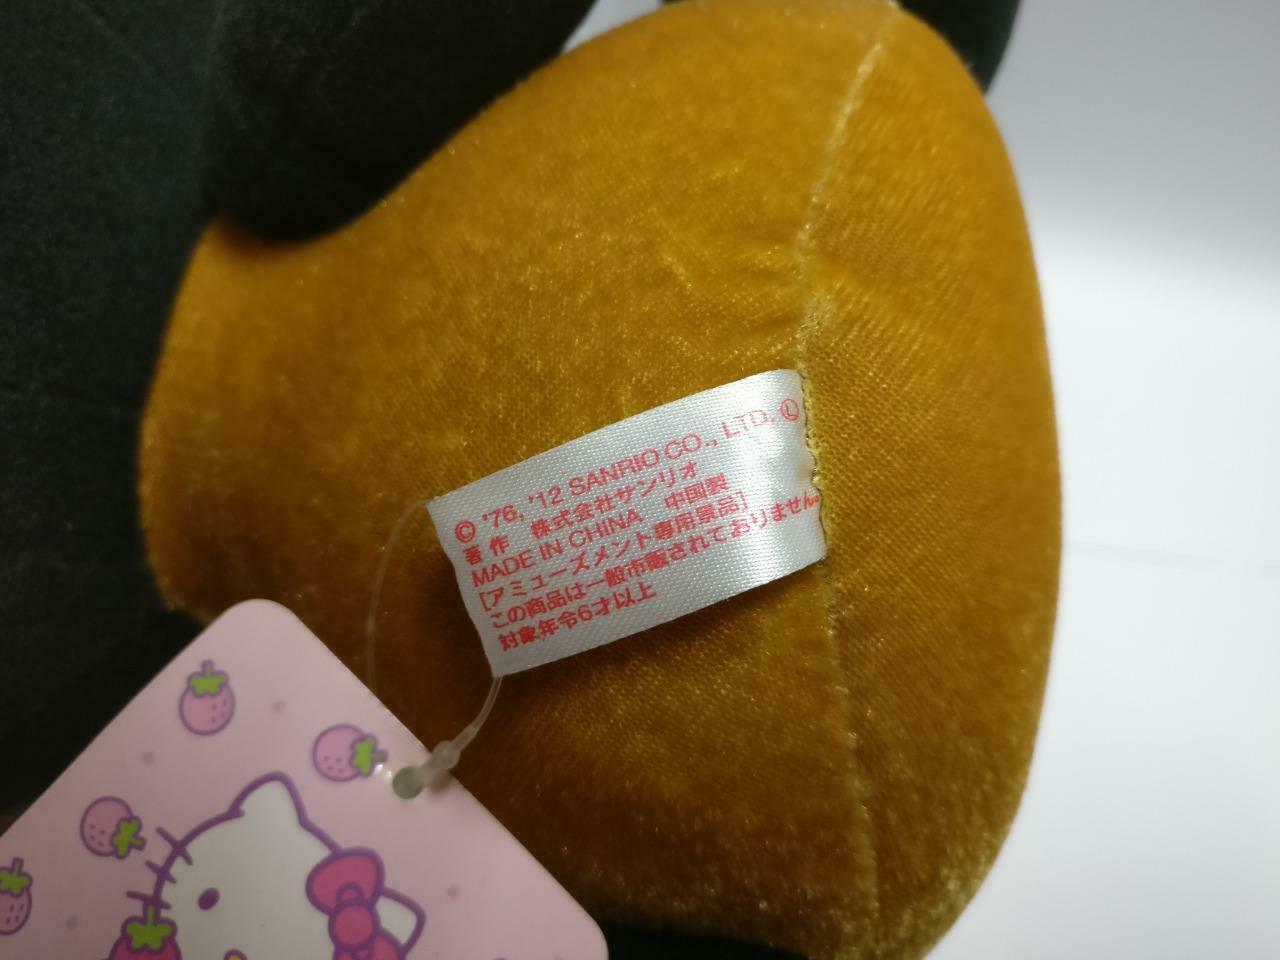 © '76, '12 SANRIO CO., LTD. Ⓛ
著作 株式会社サンリオ
MADE IN CHINA 中国製
[アミューズメント専用景品]
この商品は一般市販されておりません。
対象年令6才以上